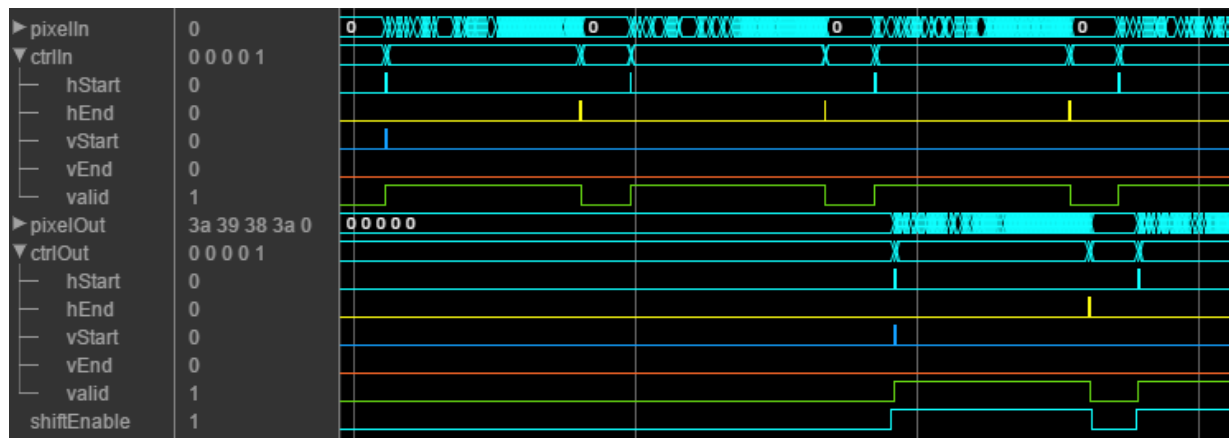 pixelIn 0 0 0 0 0
ctrlIn 0 0 0 0 1
hStart 0
hEnd 0
vStart 0
vEnd 0
valid 1
pixelOut 3a 39 38 3a 0 0 0 0 0 0
ctrlOut 0 0 0 0 1
hStart 0
hEnd 0
vStart 0
vEnd 0
valid 1
shiftEnable 1